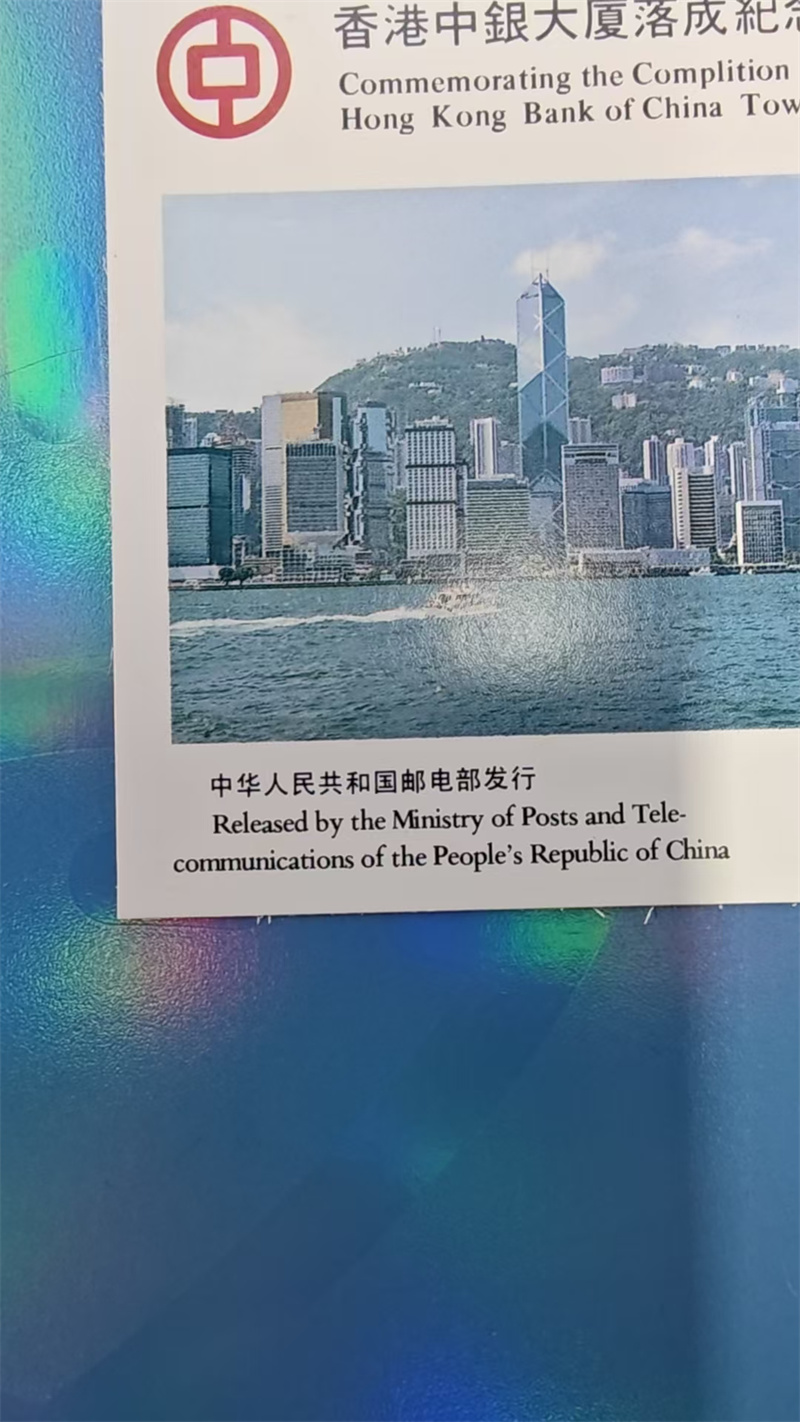 香港中銀大厦落成紀念
Commemorating the Complition
Hong Kong Bank of China Tow
中华人民共和国邮电部发行
Released by the Ministry of Posts and Tele-
communications of the People's Republic of China